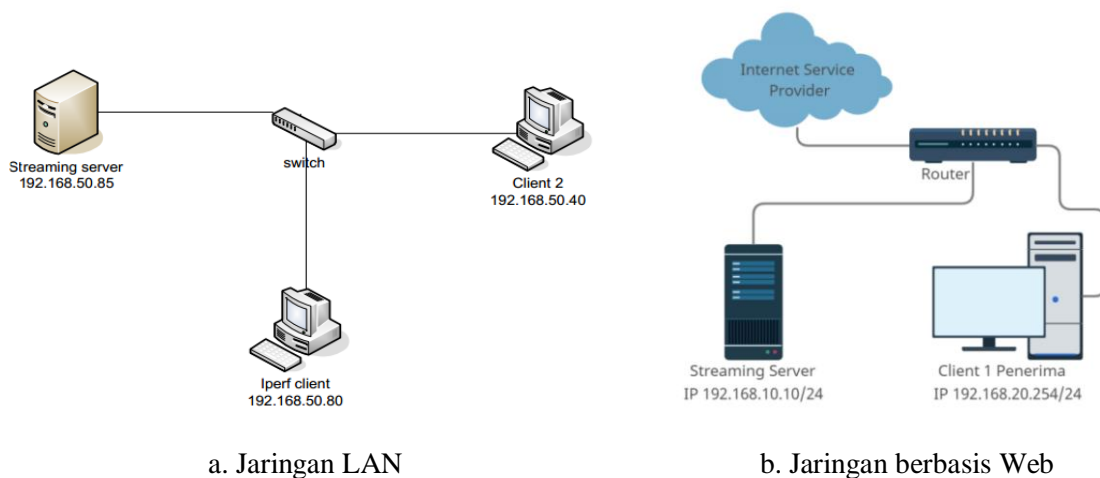 Streaming server
192.168.50.85
switch
Client 2
192.168.50.40
Iperf client
192.168.50.80
a. Jaringan LAN
Internet Service
Provider
Router
Streaming Server
IP 192.168.10.10/24
Client 1 Penerima
IP 192.168.20.254/24
b. Jaringan berbasis Web